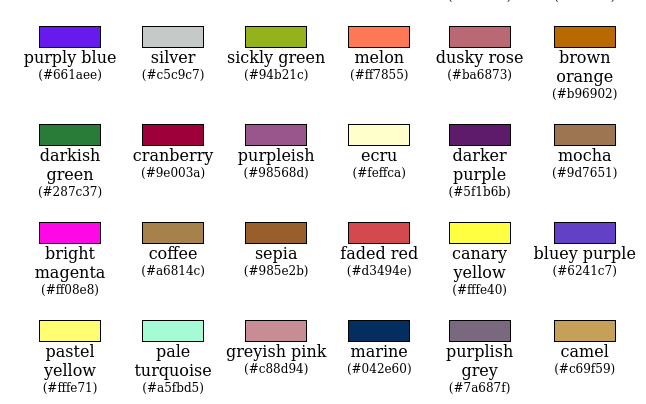 purply blue
(#661aee)
silver
(#c5c9c7)
sickly green
(#94b21c)
melon
(#ff7855)
dusky rose
(#ba6873)
brown
orange
(#b96902)
darkish
green
(#287c37)
cranberry
(#9e003a)
purpleish
(#98568d)
ecru
(#feffca)
darker
purple
(#5f1b6b)
mocha
(#9d7651)
bright
magenta
(#ff08e8)
coffee
(#a6814c)
sepia
(#985e2b)
faded red
(#d3494e)
canary
yellow
(#fffe40)
bluey purple
(#6241c7)
pastel
yellow
(#fffe71)
pale
turquoise
(#a5fbd5)
greyish pink
(#c88d94)
marine
(#042e60)
purplish
grey
(#7a687f)
camel
(#c69f59)